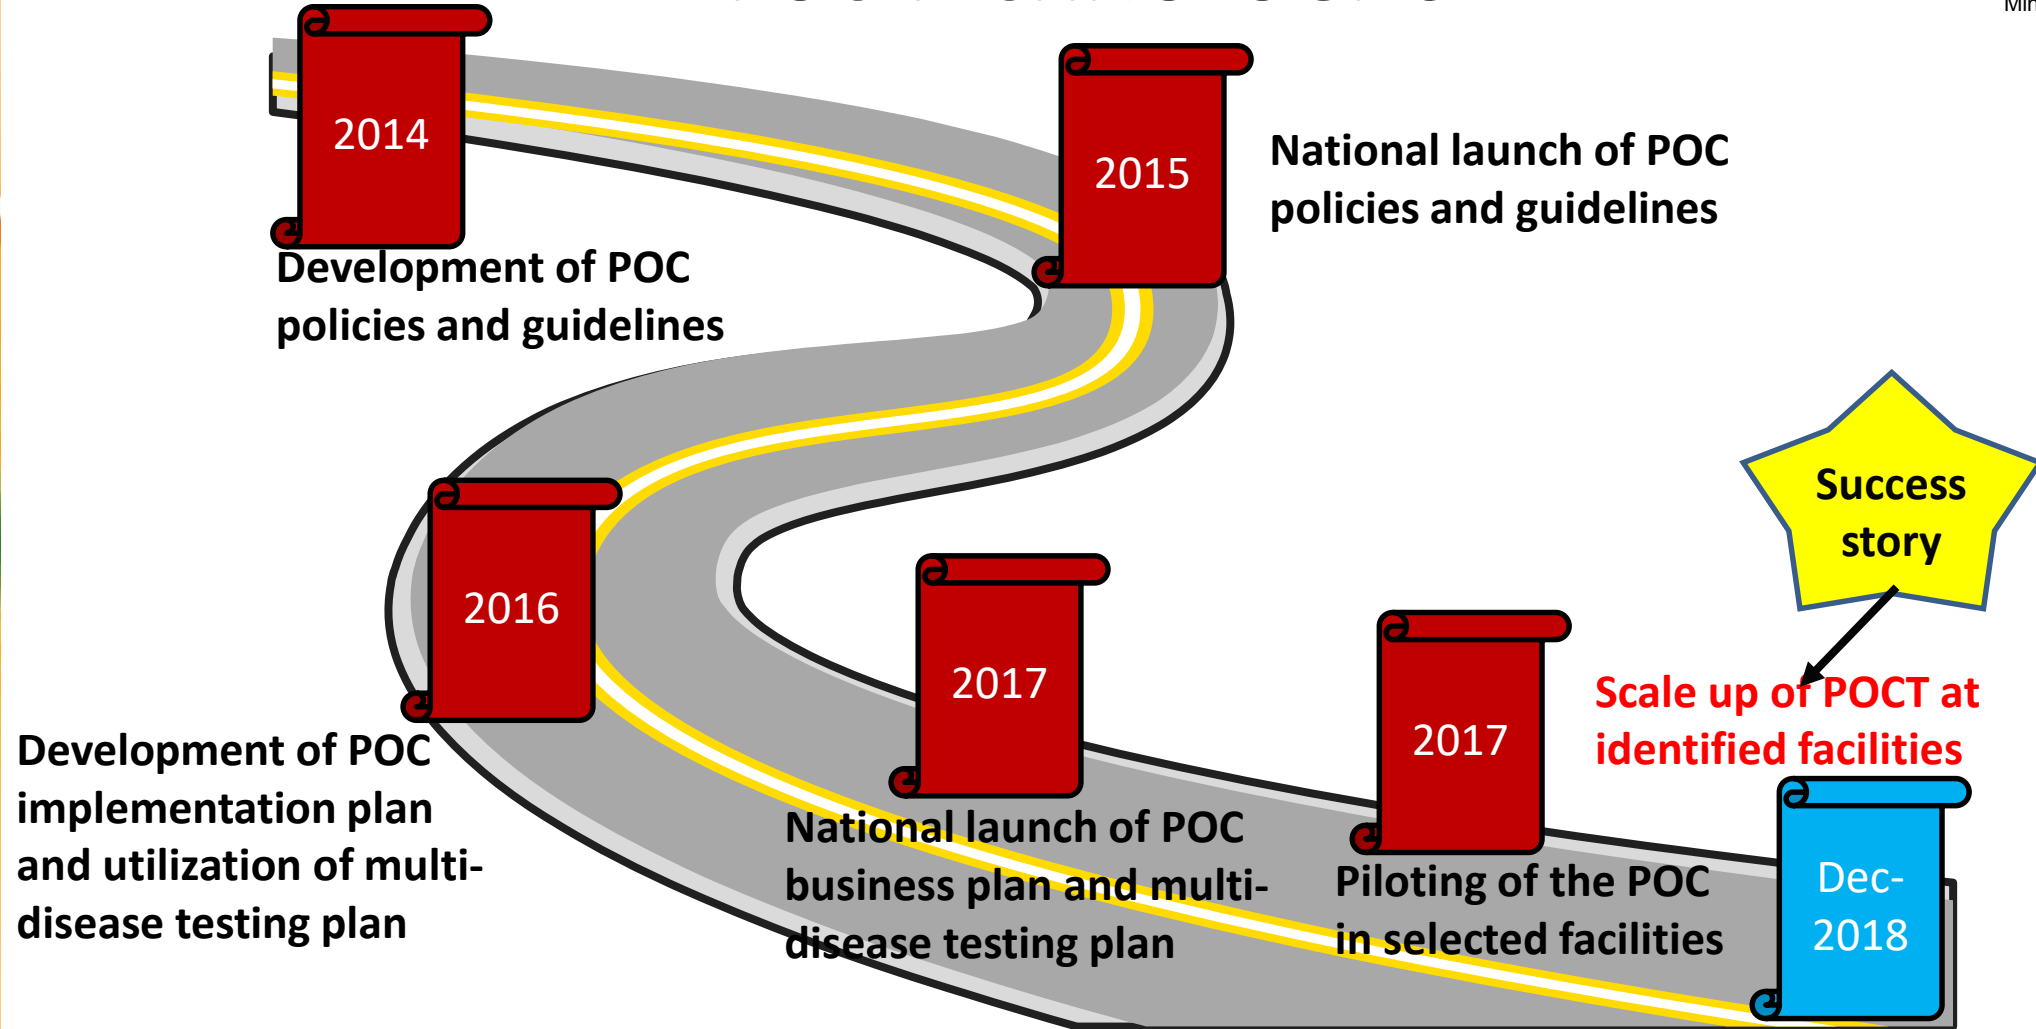 2014
Development of POC
policies and guidelines
2015
National launch of POC
policies and guidelines
2016
Development of POC
implementation plan
and utilization of multi-
disease testing plan
2017
National launch of POC
business plan and multi-
disease testing plan
2017
Piloting of the POC
in selected facilities
Success
story
Scale up of POCT at
identified facilities
Dec-
2018